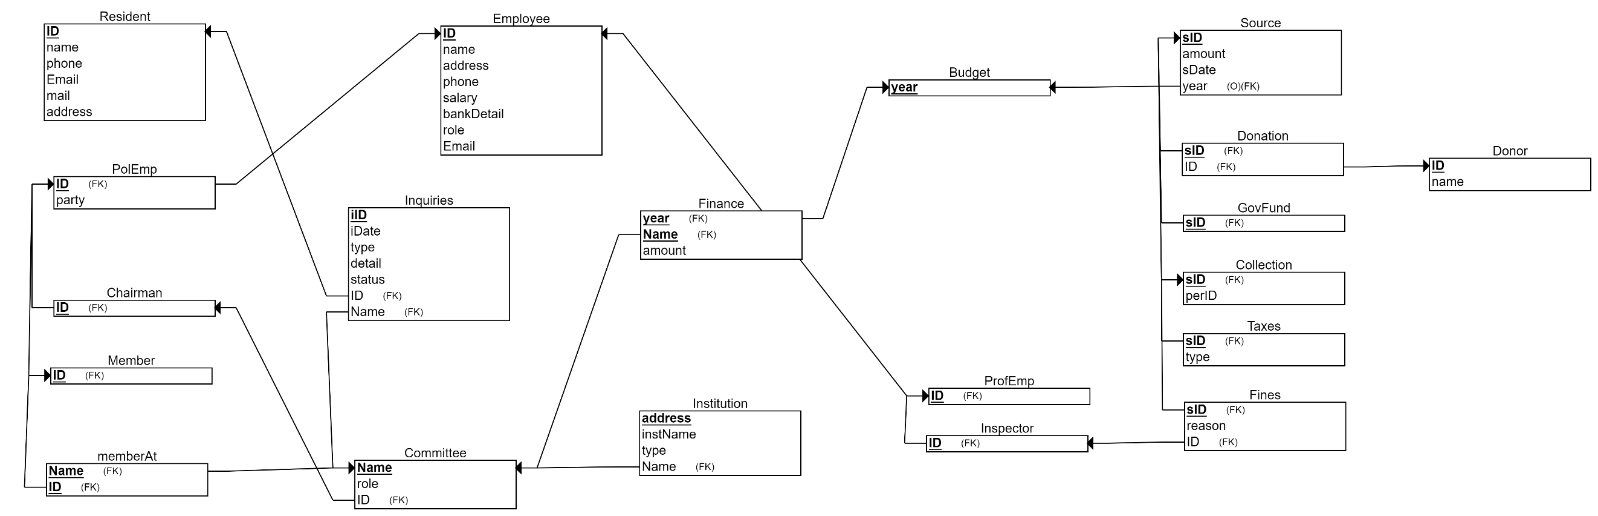 Resident
ID
name
phone
Email
mail
address
Employee
ID
name
address
phone
salary
bankDetail
role
Email
Source
sID
amount
sDate
year (O)(FK)
Budget
year
Donation
sID (FK)
ID (FK)
Donor
ID
name
PolEmp
ID (FK)
party
Inquiries
iID
iDate
type
detail
status
ID (FK)
Name (FK)
Finance
year (FK)
Name (FK)
amount
GovFund
sID (FK)
Collection
sID (FK)
perID
Chairman
ID (FK)
Taxes
sID (FK)
type
Member
ID (FK)
ProfEmp
ID (FK)
Fines
sID (FK)
reason
ID (FK)
Institution
address
instName
type
Name (FK)
Inspector
ID (FK)
memberAt
Name (FK)
ID (FK)
Committee
Name
role
ID (FK)